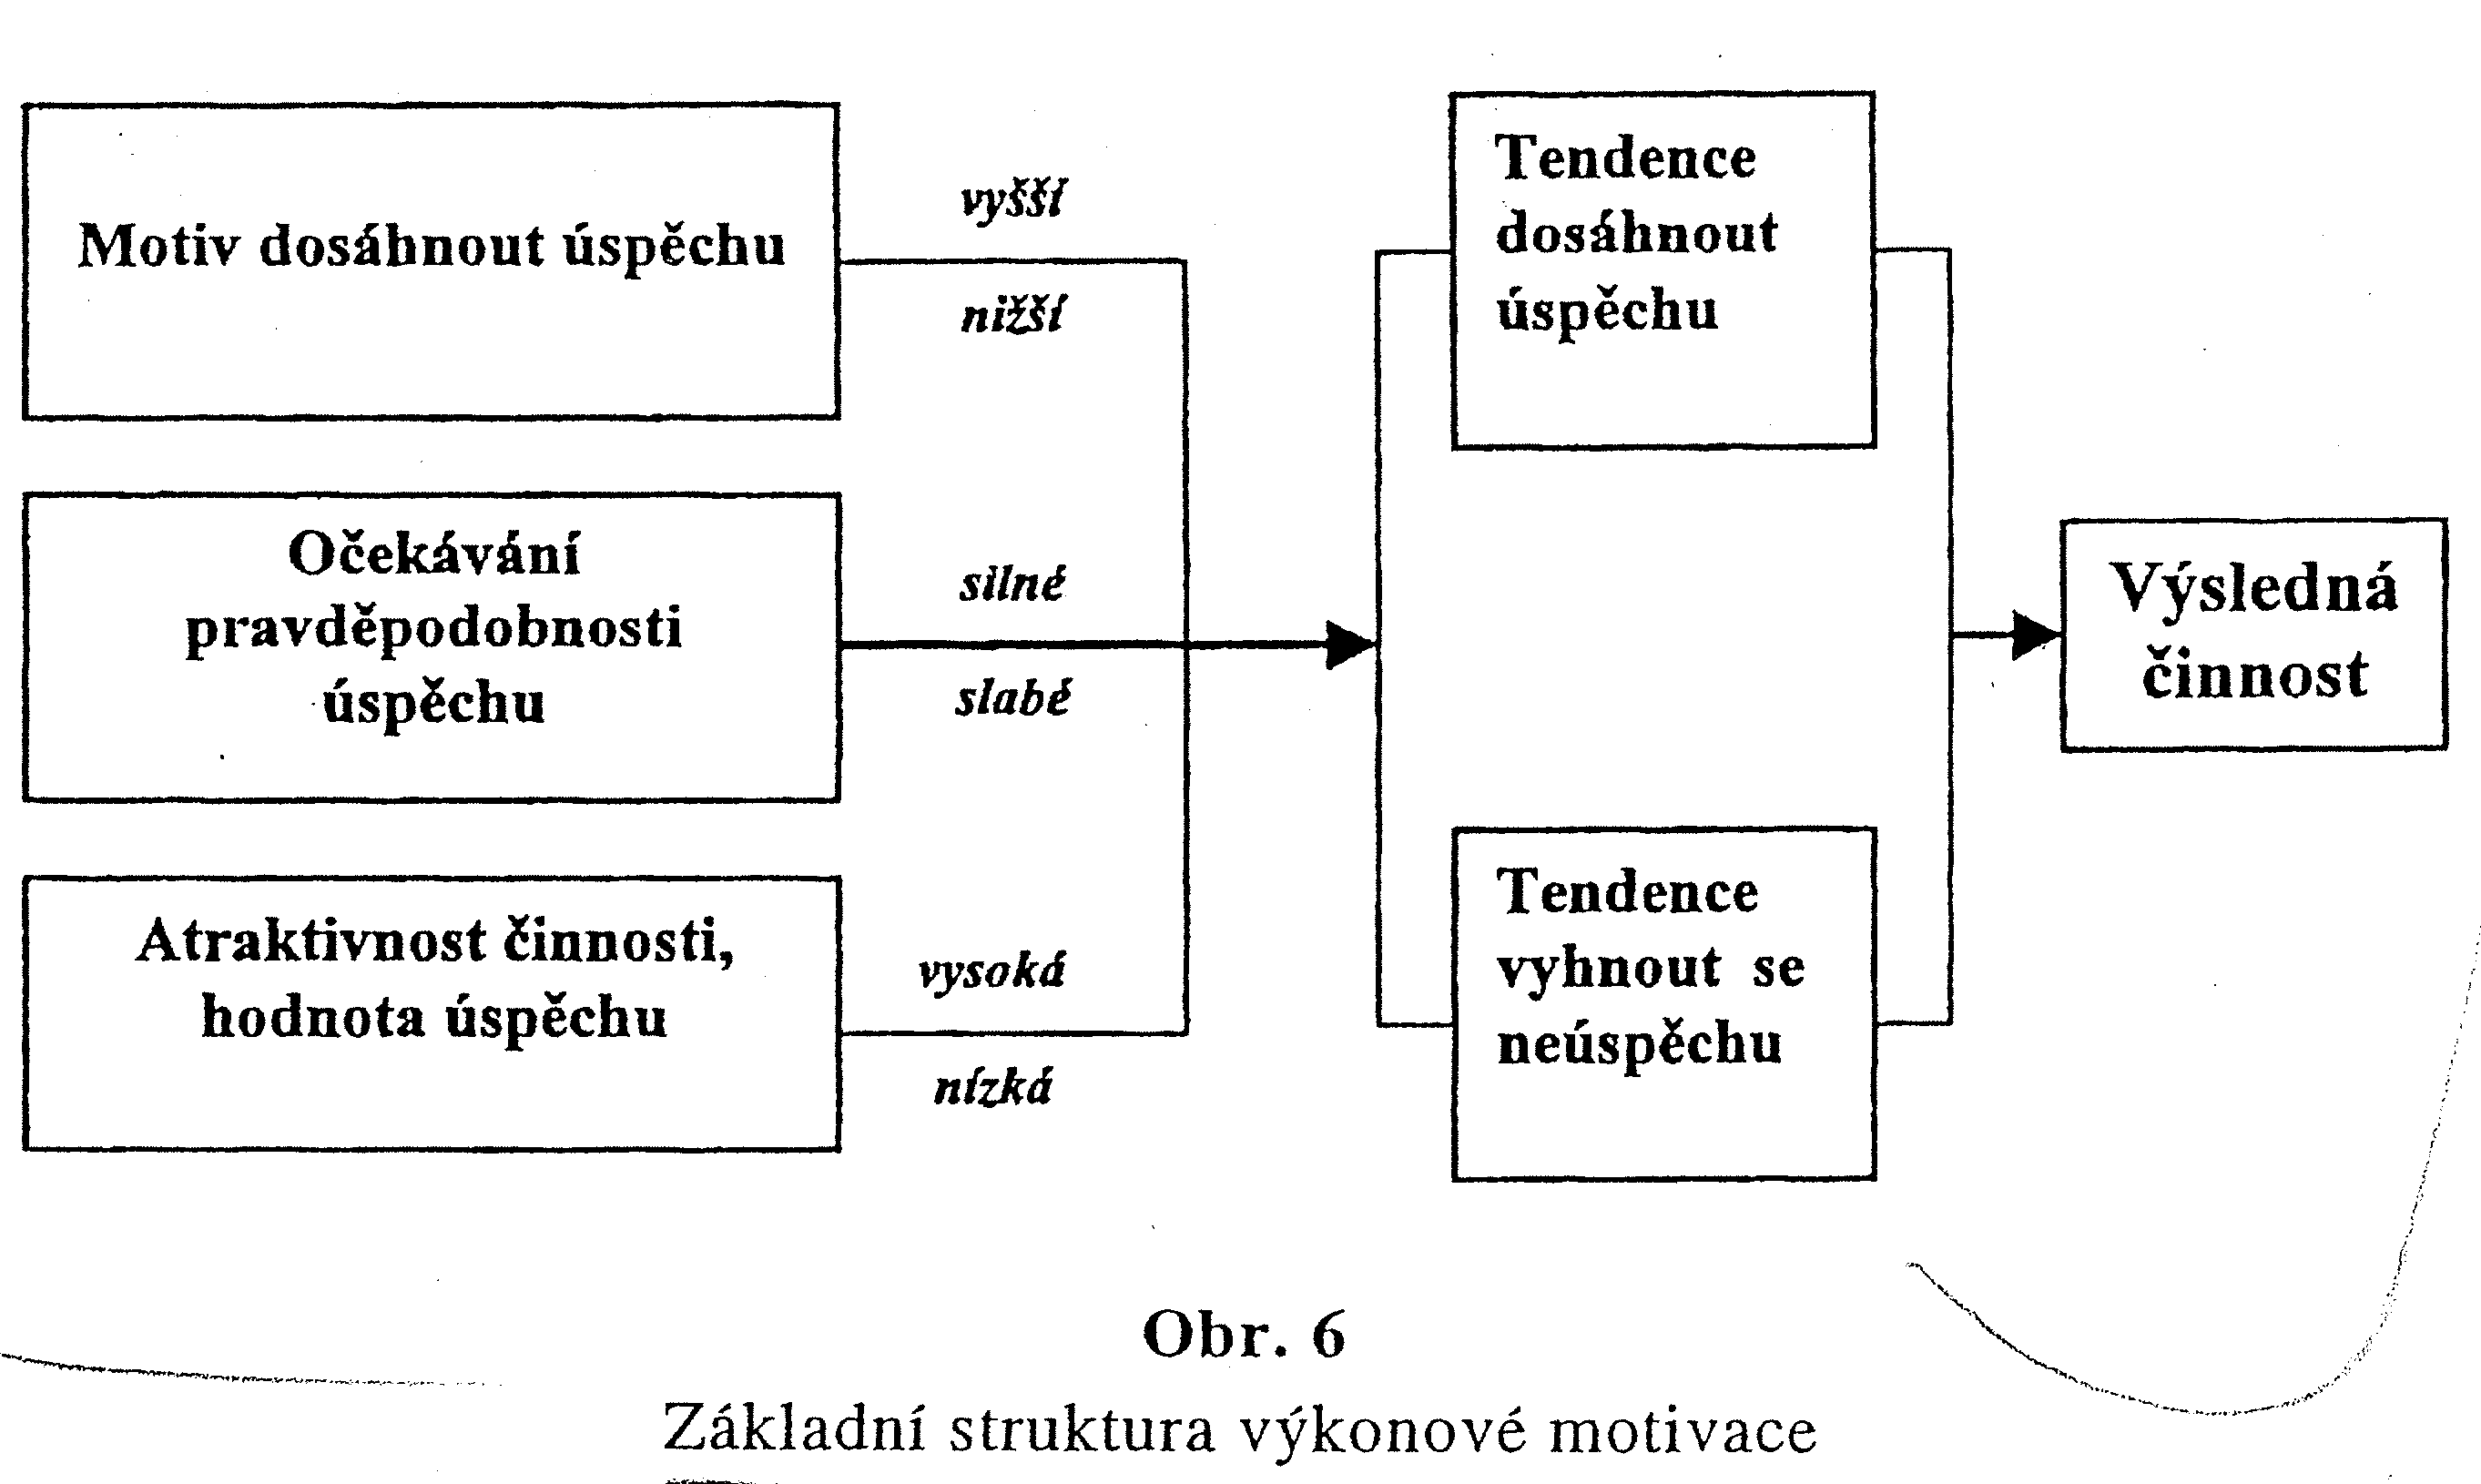 Motiv dosáhnout úspěchu
vyšší
nižší
Očekávání
pravděpodobnosti
úspěchu
silné
slabé
Atraktivnost činnosti,
hodnota úspěchu
vysoká
nízká
Tendence
dosáhnout
úspěchu
Tendence
vyhnout se
neúspěchu
Výsledná
činnost
Obr. 6
Základní struktura výkonové motivace